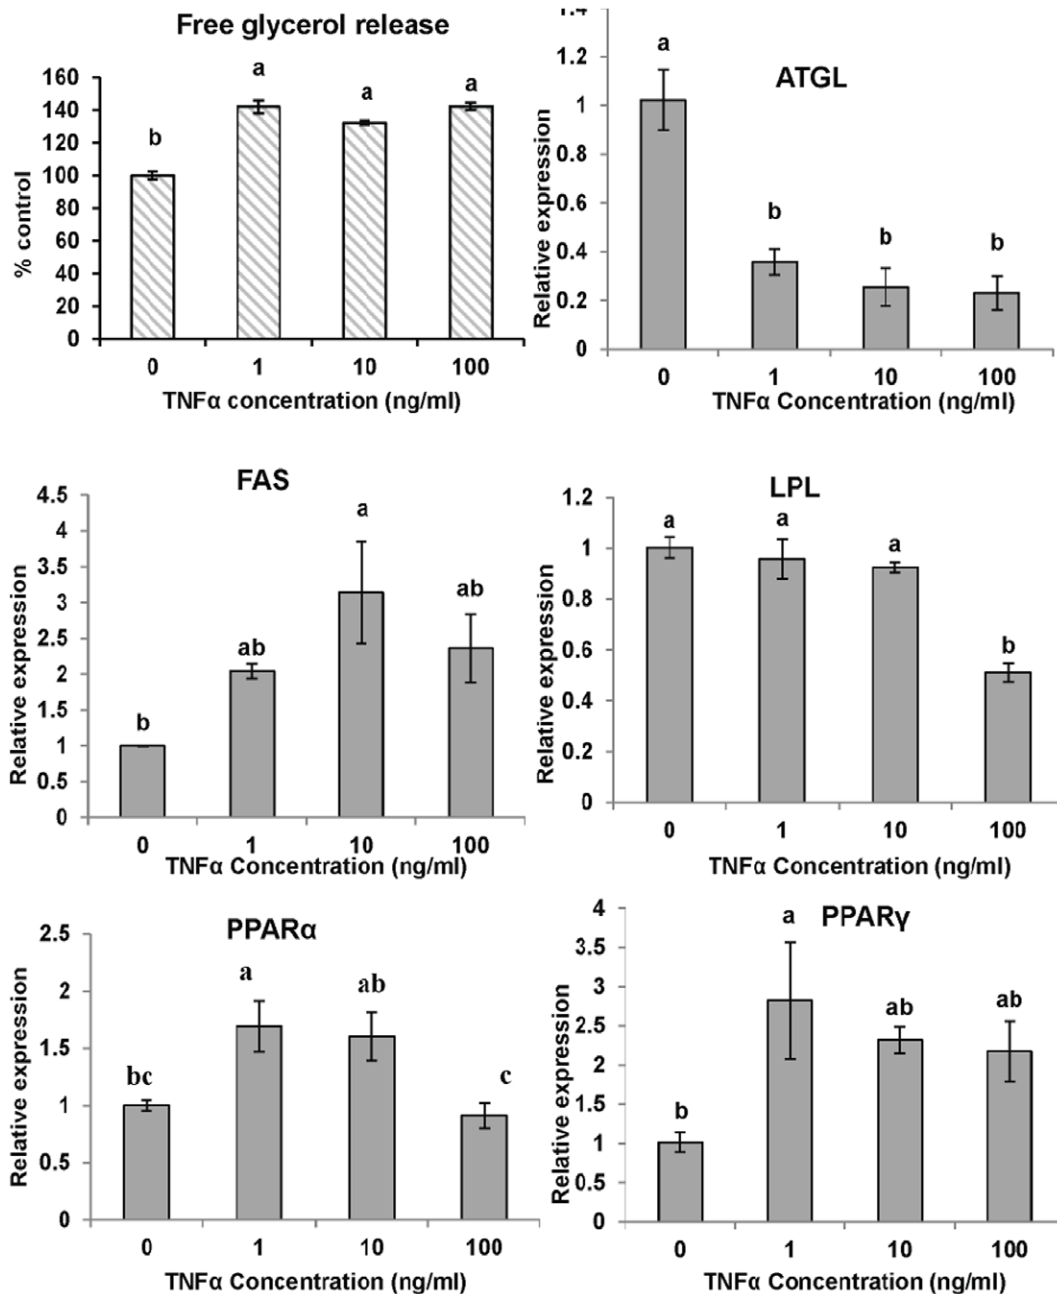 Free glycerol release
160
140
120
100
80
60
40
20
0
% control
b
a
a
a
0 1 10 100
TNFα concentration (ng/ml)
ATGL
1.4
1.2
1
0.8
0.6
0.4
0.2
0
Relative expression
a
b
b
b
0 1 10 100
TNFα Concentration (ng/ml)
FAS
4.5
4
3.5
3
2.5
2
1.5
1
0.5
0
Relative expression
b
ab
a
ab
0 1 10 100
TNFα Concentration (ng/ml)
LPL
1.2
1
0.8
0.6
0.4
0.2
0
Relative expression
a
a
a
b
0 1 10 100
TNFα Concentration (ng/ml)
PPARα
2.5
2
1.5
1
0.5
0
Relative expression
bc
a
ab
c
0 1 10 100
TNFα Concentration (ng/ml)
PPARγ
4
3.5
3
2.5
2
1.5
1
0.5
0
Relative expression
b
a
ab
ab
0 1 10 100
TNFα Concentration (ng/ml)